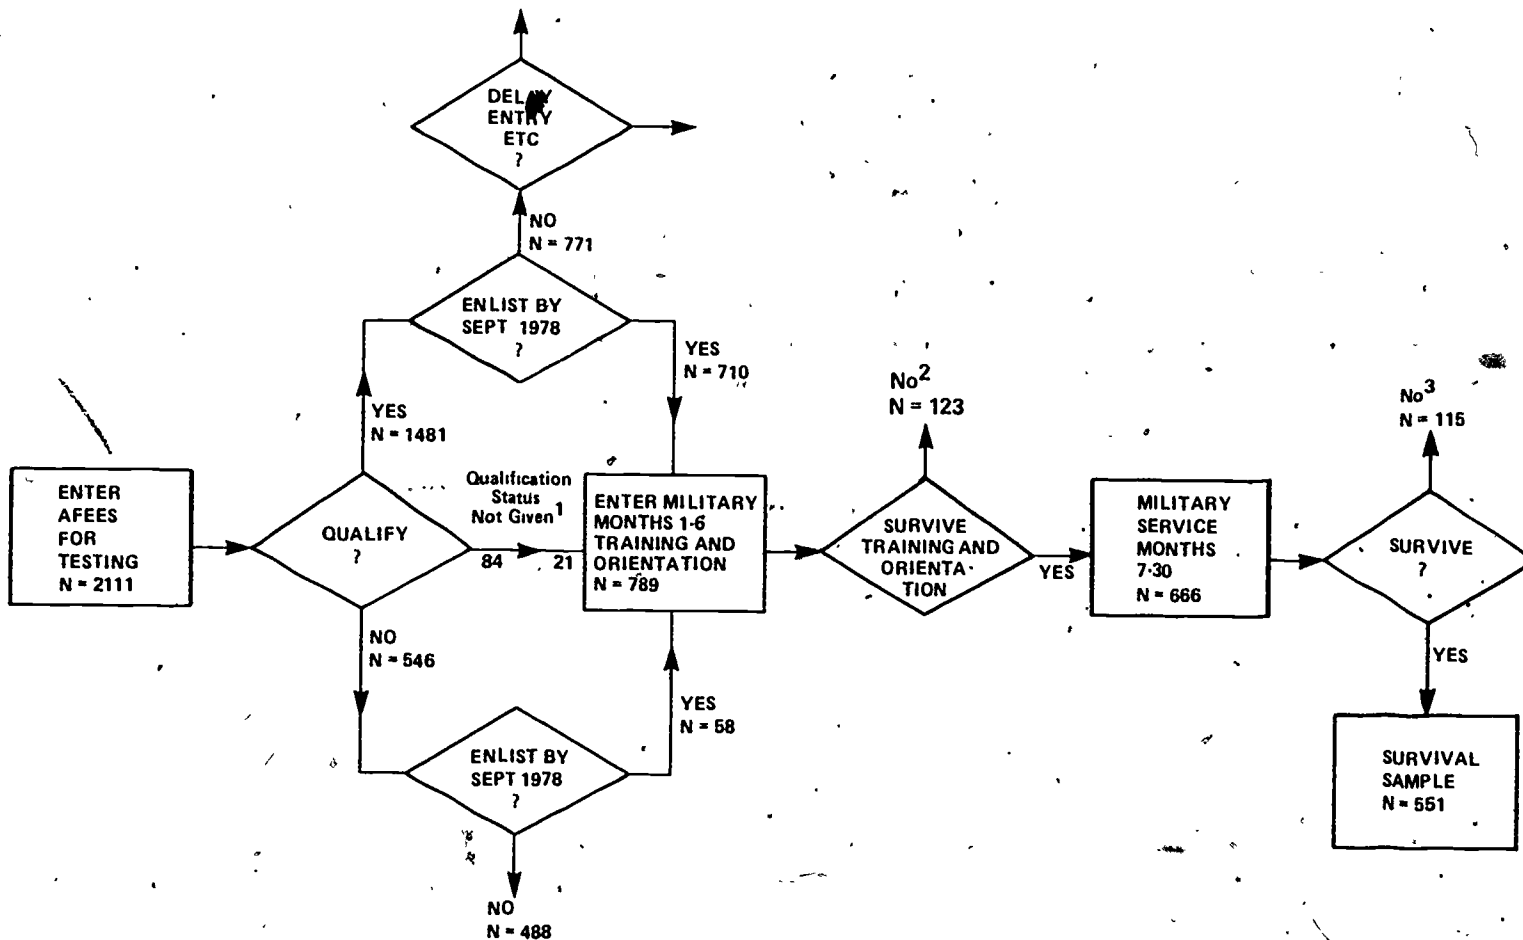 DELAY
ENTRY
ETC
?
NO
N = 771
ENLIST BY
SEPT 1978
?
YES
N = 710
YES
N = 1481
ENTER
AFEES
FOR
TESTING
N = 2111
QUALIFY
?
Qualification
Status
Not Given1
84
21
ENTER MILITARY
MONTHS 1-6
TRAINING AND
ORIENTATION
N = 789
No2
N = 123
SURVIVE
TRAINING AND
ORIENTA-
TION
YES
MILITARY
SERVICE
MONTHS
7-30
N = 666
No3
N = 115
SURVIVE
?
YES
SURVIVAL
SAMPLE
N = 551
NO
N = 546
YES
N = 58
ENLIST BY
SEPT 1978
?
NO
N = 488